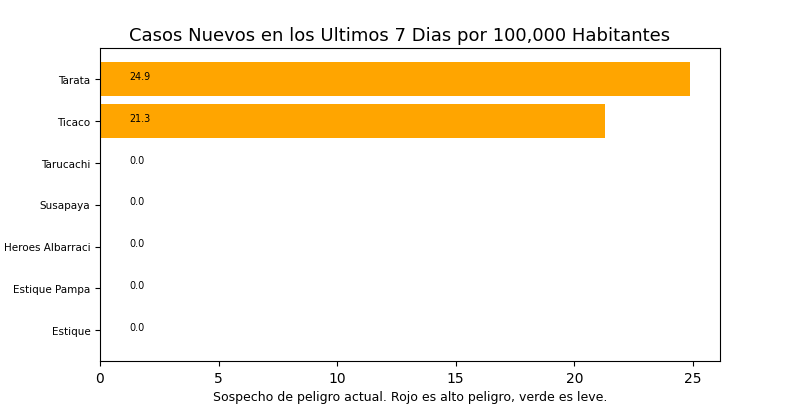 Casos Nuevos en los Ultimos 7 Dias por 100,000 Habitantes
Tarata 24.9
Ticaco 21.3
Tarucachi 0.0
Susapaya 0.0
Heroes Albarraci 0.0
Estique Pampa 0.0
Estique 0.0
0 5 10 15 20 25
Sospecho de peligro actual. Rojo es alto peligro, verde es leve.